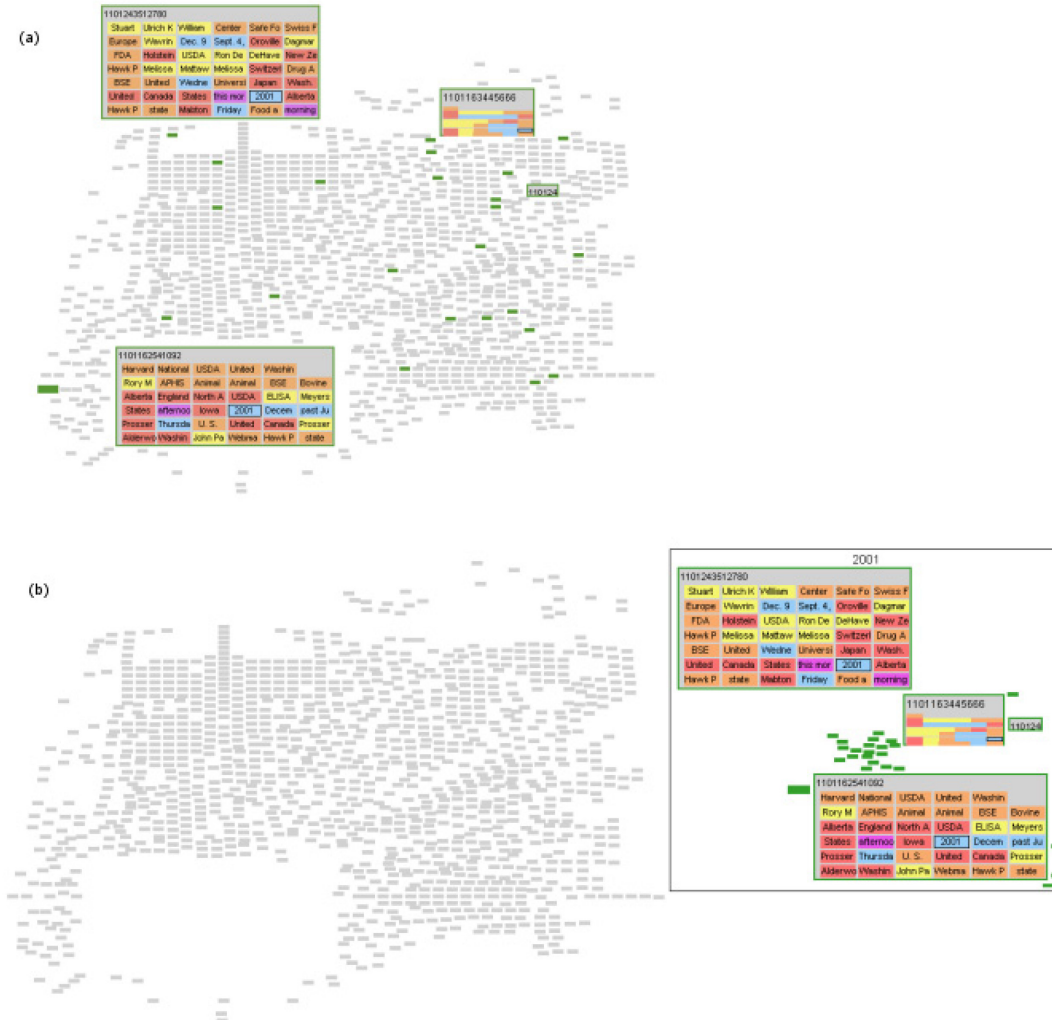 (a)
1101243512780
Stuart Ulrich K William Center Safe Fo Swiss F
Europe Wavrin Dec. 9 Sept. 4, Oroville Dagmar
FDA Holstein USDA Ron De DeHave New Ze
Hawk P Melissa Mattaw Melissa Switzerl Drug A
BSE United Wedne Universi Japan Wash.
United Canada States this mor 2001 Alberta
Hawk P state Mabton Friday Food a morning
1101163445666
110124
1101162541092
Harvard National USDA United Washin
Rory M APHIS Animal Animal BSE Bovine
Alberta England North A USDA ELISA Meyers
States afternoo Iowa 2001 Decem past Ju
Prosser Thursda U. S. United Canada Prosser
Alderwo Washin John Pa Webma Hawk P state
(b)
2001
1101243512780
Stuart Ulrich K William Center Safe Fo Swiss F
Europe Wavrin Dec. 9 Sept. 4, Oroville Dagmar
FDA Holstein USDA Ron De DeHave New Ze
Hawk P Melissa Mattaw Melissa Switzerl Drug A
BSE United Wedne Universi Japan Wash.
United Canada States this mor 2001 Alberta
Hawk P state Mabton Friday Food a morning
1101163445666
110124
1101162541092
Harvard National USDA United Washin
Rory M APHIS Animal Animal BSE Bovine
Alberta England North A USDA ELISA Meyers
States afternoo Iowa 2001 Decem past Ju
Prosser Thursda U. S. United Canada Prosser
Alderwo Washin John Pa Webma Hawk P state